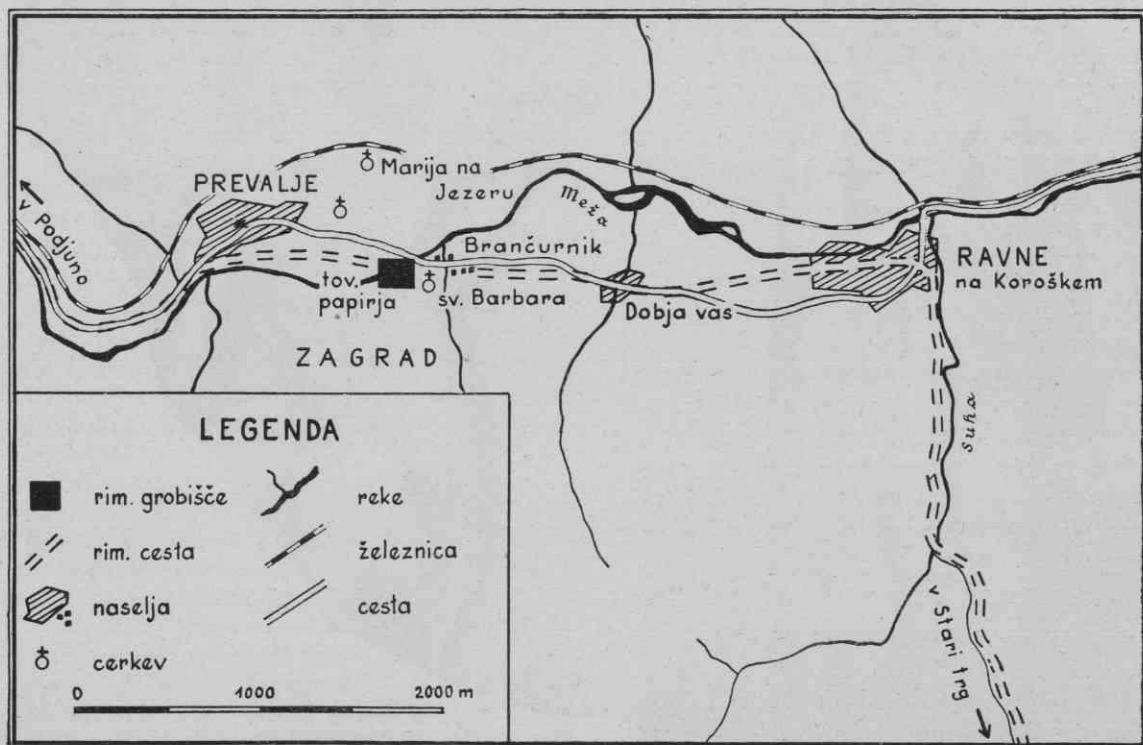 v Podjuno
PREVALJE
Marija na
Jezeru
Meža
Brančurnik
tov.
papirja
sv. Barbara
Dobja vas
RAVNE
na Koroškem
ZAGRAD
Suha
v Stari trg
LEGENDA
rim. grobišče
reke
rim. cesta
železnica
naselja
cesta
cerkev
0 1000 2000 m